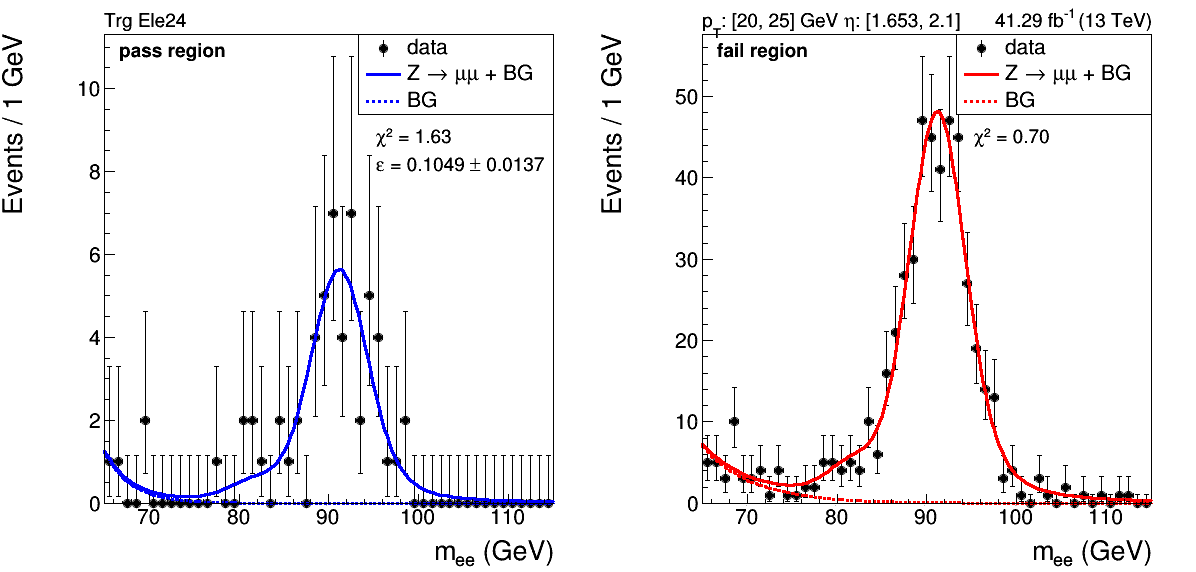 Trg Ele24
pass region
data
Z → μμ + BG
BG
χ² = 1.63
ε = 0.1049 ± 0.0137
Events / 1 GeV
0
2
4
6
8
10
70
80
90
100
110
mee (GeV)
pT: [20, 25] GeV η: [1.653, 2.1]
41.29 fb⁻¹ (13 TeV)
fail region
data
Z → μμ + BG
BG
χ² = 0.70
Events / 1 GeV
0
10
20
30
40
50
70
80
90
100
110
mee (GeV)